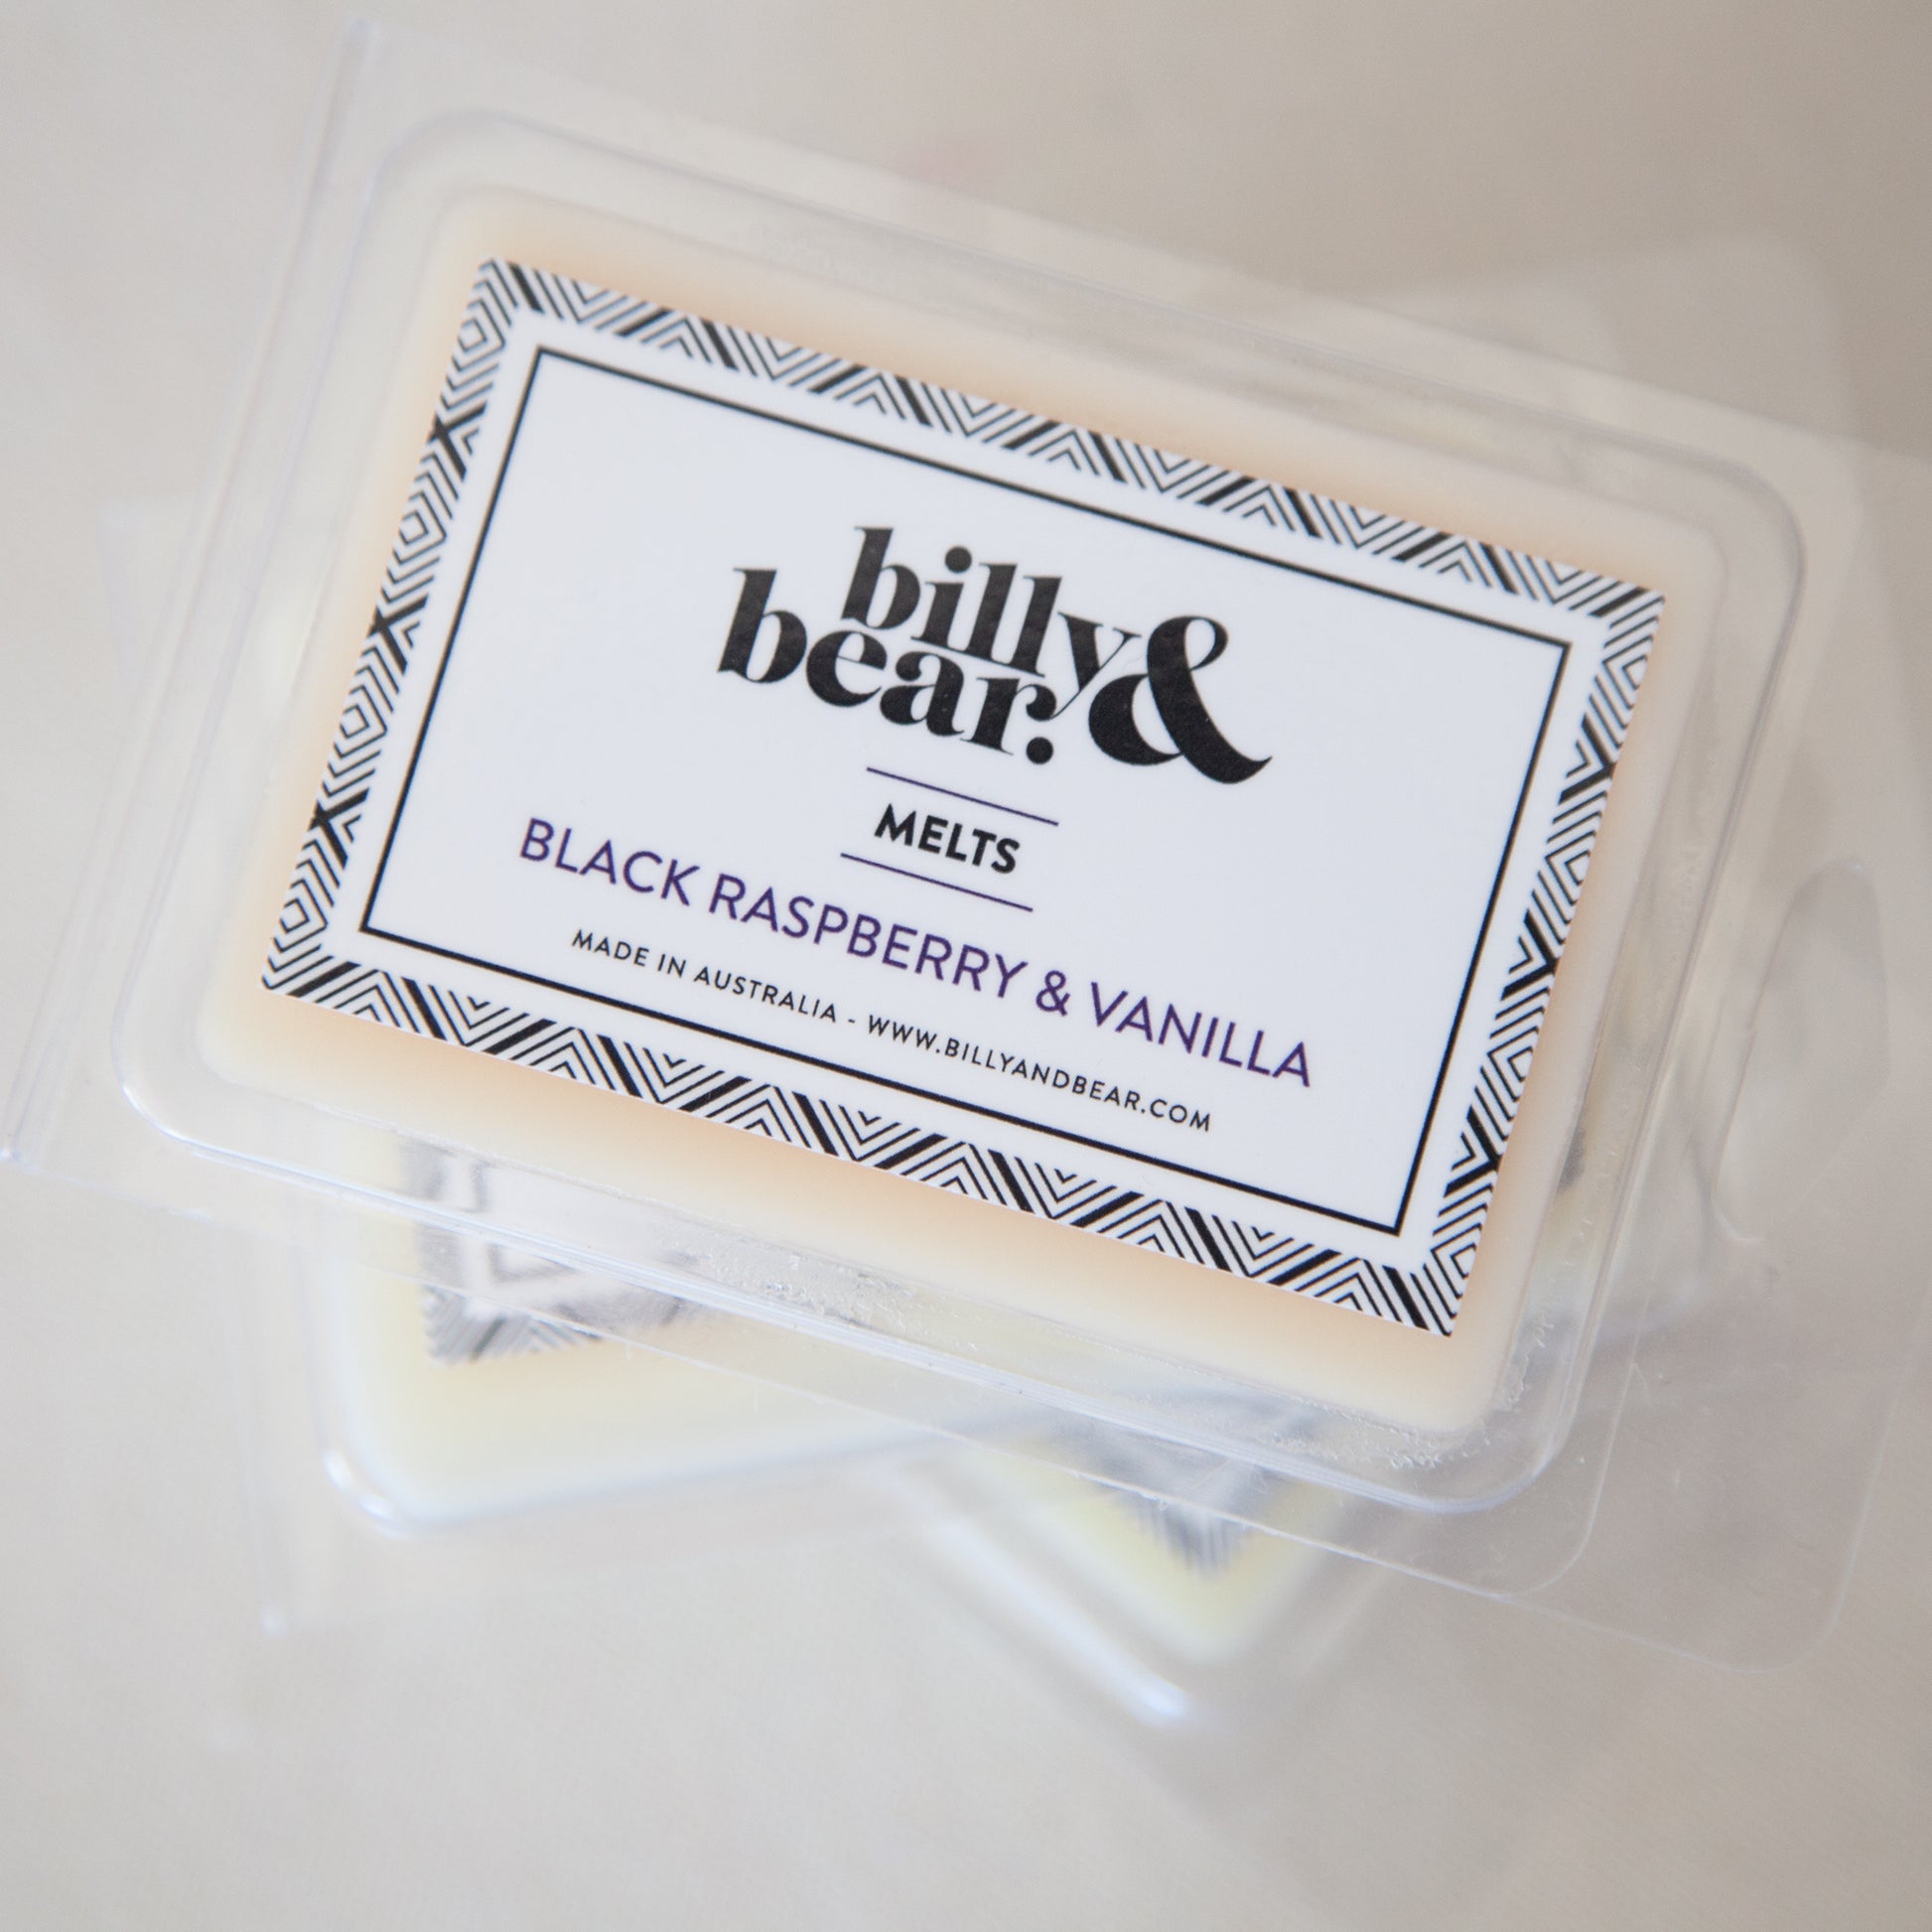 billy &
bear.
MELTS
BLACK RASPBERRY & VANILLA
MADE IN AUSTRALIA - WWW.BILLYANDBEAR.COM